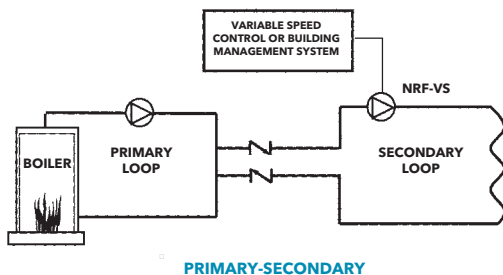 VARIABLE SPEED
CONTROL OR BUILDING
MANAGEMENT SYSTEM
NRF-VS
BOILER
PRIMARY
LOOP
SECONDARY
LOOP
PRIMARY-SECONDARY